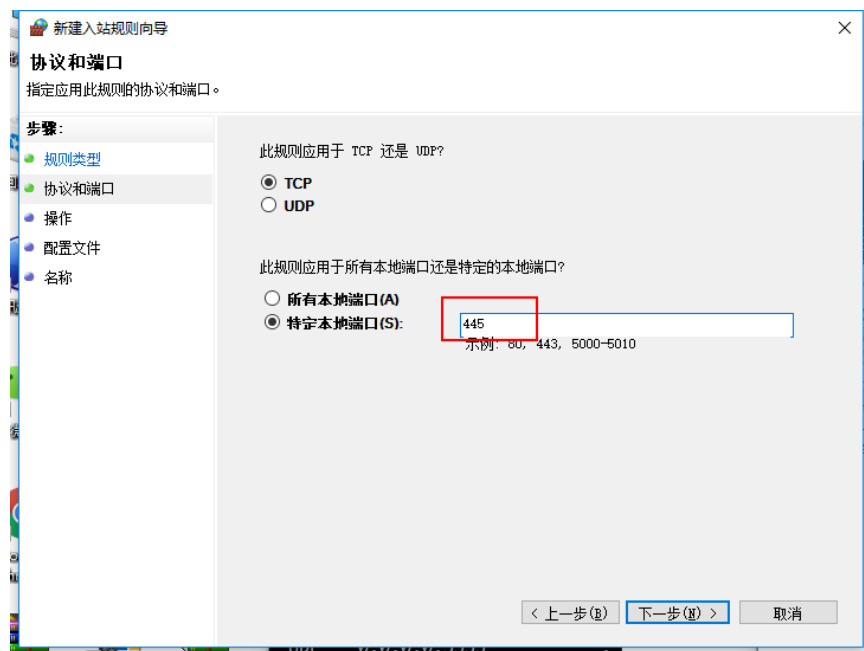 新建入站规则向导
协议和端口
指定应用此规则的协议和端口。
步骤:
规则类型
协议和端口
操作
配置文件
名称
此规则应用于 TCP 还是 UDP?
TCP
UDP
此规则应用于所有本地端口还是特定的本地端口?
所有本地端口(A)
特定本地端口(S):
445
示例: 80, 443, 5000-5010
< 上一步(B)
下一步(N) >
取消